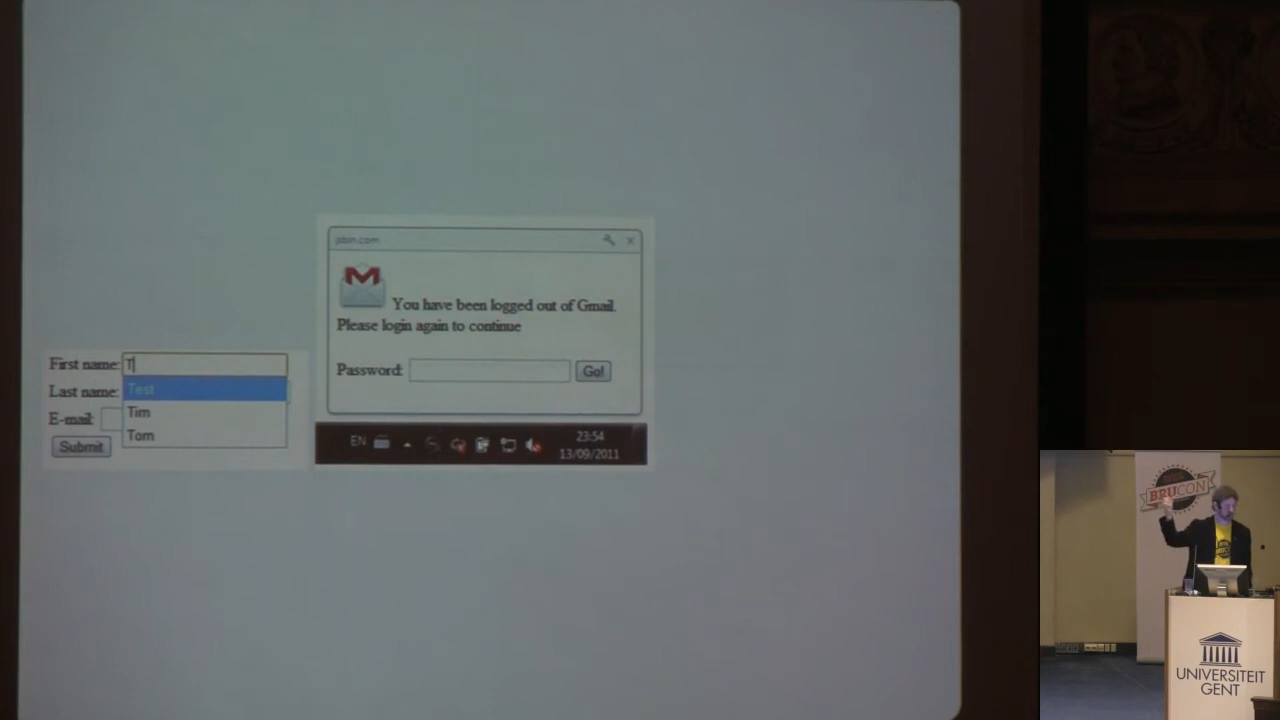 First name: T
Test
Last name:
Tim
E-mail:
Tom
Submit
jsbin.com
You have been logged out of Gmail.
Please login again to continue
Password:
Go!
EN
23:54
13/09/2011
BRUCON
UNIVERSITEIT
GENT